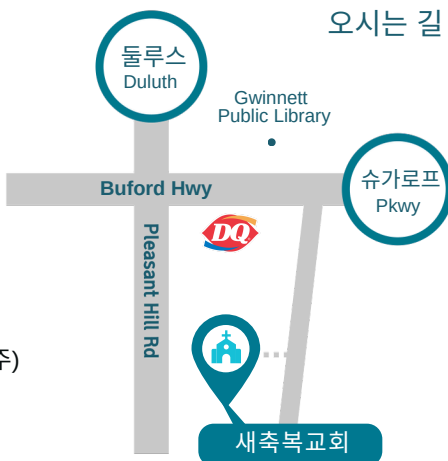 오시는 길
둘루스
Duluth
Gwinnett
Public Library
Buford Hwy
슈가로프
Pkwy
DQ
Pleasant Hill Rd
주)
새축복교회